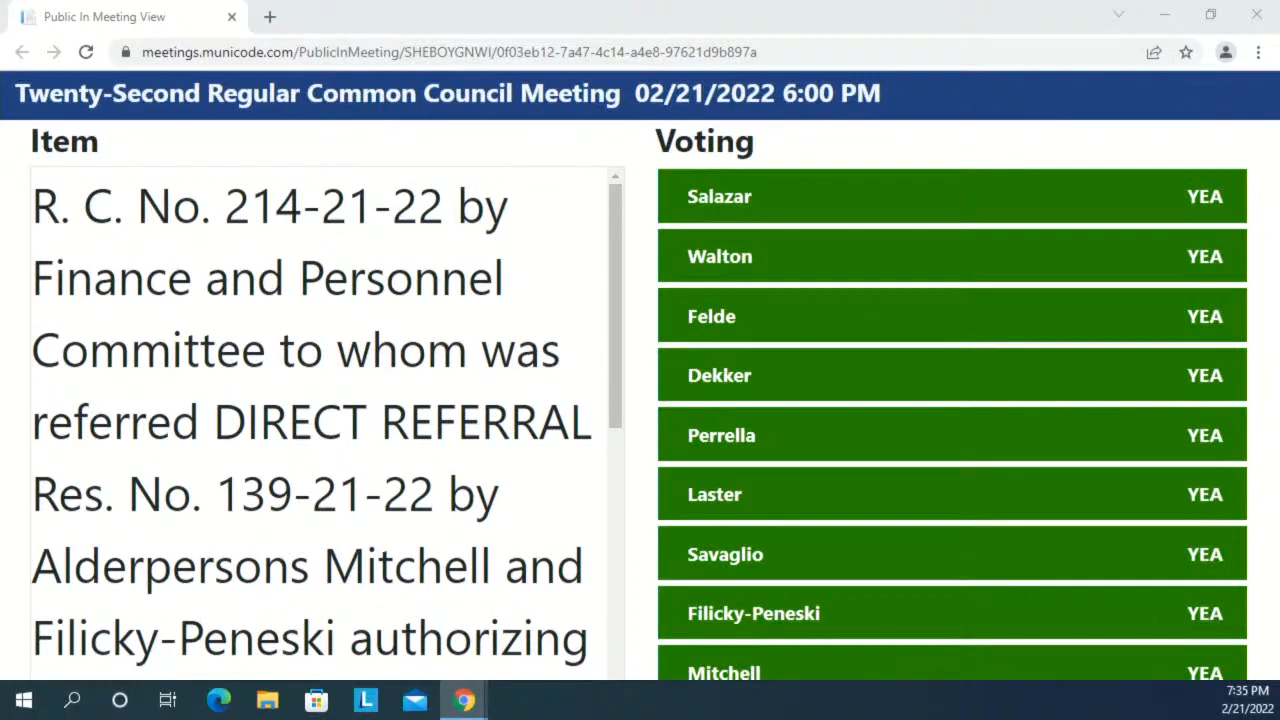 Public In Meeting View
meetings.municode.com/PublicInMeeting/SHEBOYGNWI/0f03eb12-7a47-4c14-a4e8-97621d9b897a
Twenty-Second Regular Common Council Meeting 02/21/2022 6:00 PM
Item
R. C. No. 214-21-22 by
Finance and Personnel
Committee to whom was
referred DIRECT REFERRAL
Res. No. 139-21-22 by
Alderpersons Mitchell and
Filicky-Peneski authorizing
Voting
Salazar YEA
Walton YEA
Felde YEA
Dekker YEA
Perrella YEA
Laster YEA
Savaglio YEA
Filicky-Peneski YEA
Mitchell YEA
L
7:35 PM
2/21/2022